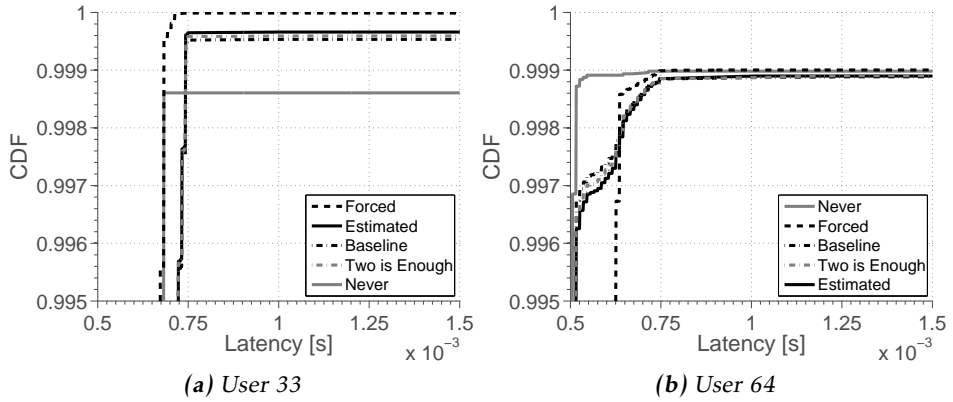 1
0.999
0.998
0.997
0.996
0.995
CDF
Forced
Estimated
Baseline
Two is Enough
Never
0.5
0.75
1
1.25
1.5
Latency [s]
x 10⁻³
(a) User 33
1
0.999
0.998
0.997
0.996
0.995
CDF
Never
Forced
Baseline
Two is Enough
Estimated
0.5
0.75
1
1.25
1.5
Latency [s]
x 10⁻³
(b) User 64